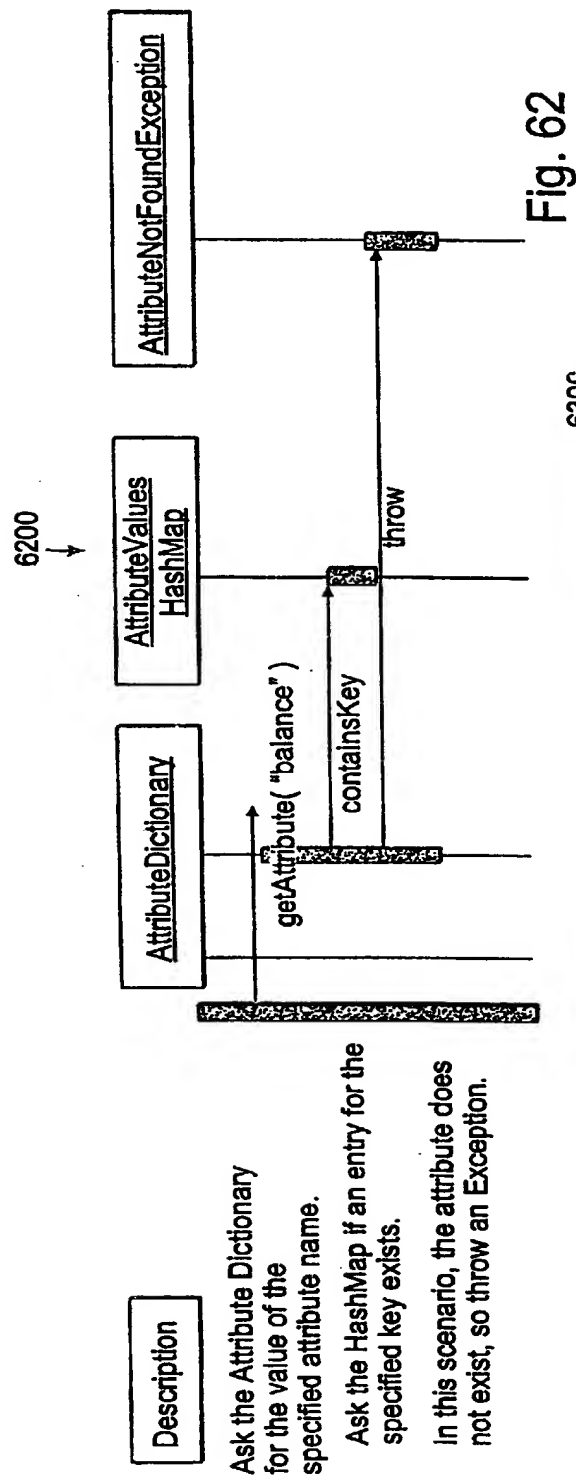 6200
Description
AttributeDictionary
AttributeValues
HashMap
AttributeNotFoundException
Ask the Attribute Dictionary
for the value of the
specified attribute name.
getAttribute( "balance" )
Ask the HashMap if an entry for the
specified key exists.
containsKey
In this scenario, the attribute does
not exist, so throw an Exception.
throw
Fig. 62